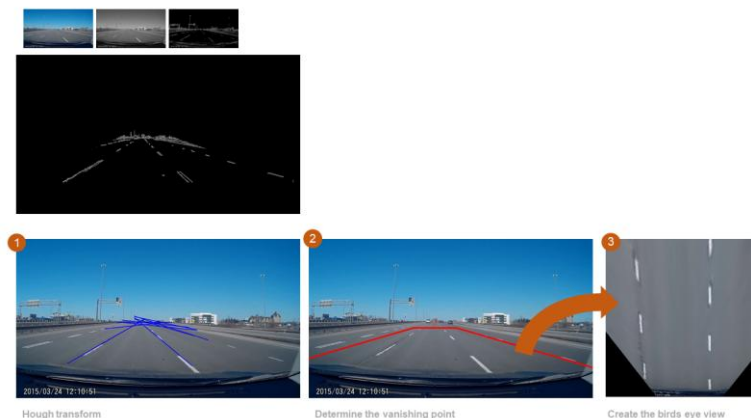 1
2
3
2015/03/24 12:10:51
2015/03/24 12:10:51
Hough transform
Determine the vanishing point
Create the birds eye view